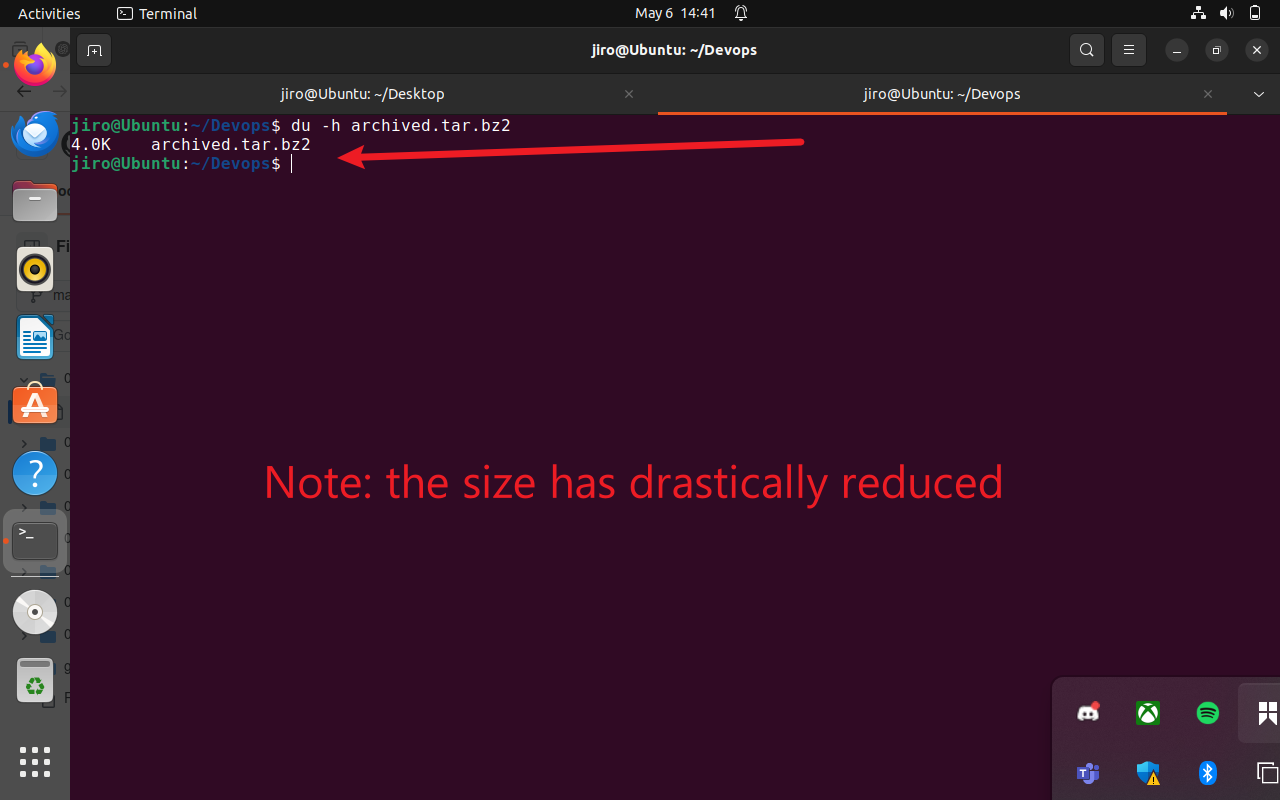 Activities
Terminal
May 6 14:41
jiro@Ubuntu: ~/Devops
jiro@Ubuntu: ~/Desktop
jiro@Ubuntu: ~/Devops
jiro@Ubuntu:~/Devops$ du -h archived.tar.bz2
4.0K archived.tar.bz2
jiro@Ubuntu:~/Devops$
Note: the size has drastically reduced